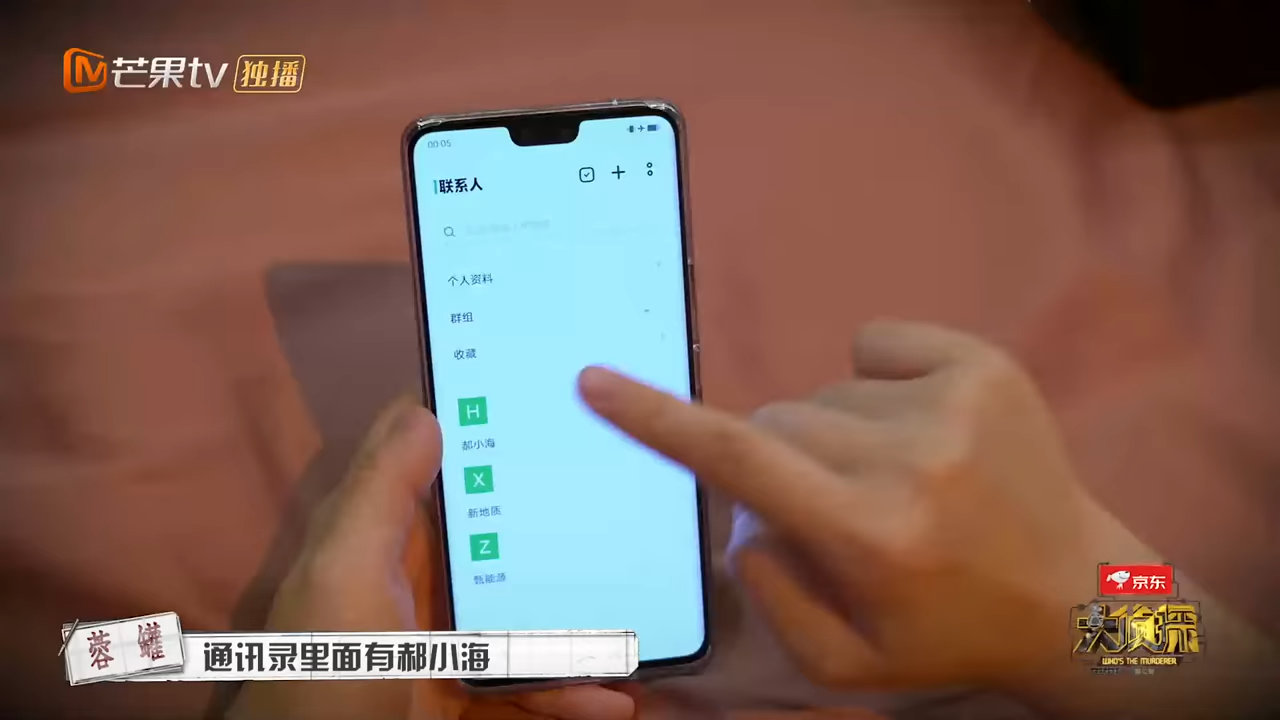 芒果tv 独播
00:05
联系人
个人资料
群组
收藏
H
郝小海
X
新地质
Z
甄能源
蓉罐
通讯录里面有郝小海
京东
大侦探
WHO'S THE MURDERER